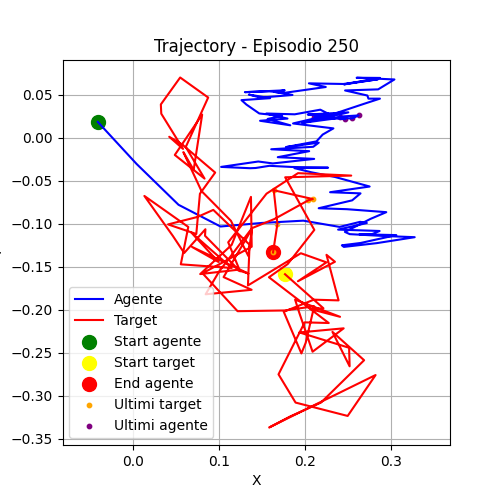 Trajectory - Episodio 250
0.05
0.00
−0.05
−0.10
−0.15
−0.20
−0.25
−0.30
−0.35
Agente
Target
Start agente
Start target
End agente
Ultimi target
Ultimi agente
0.0 0.1 0.2 0.3
X